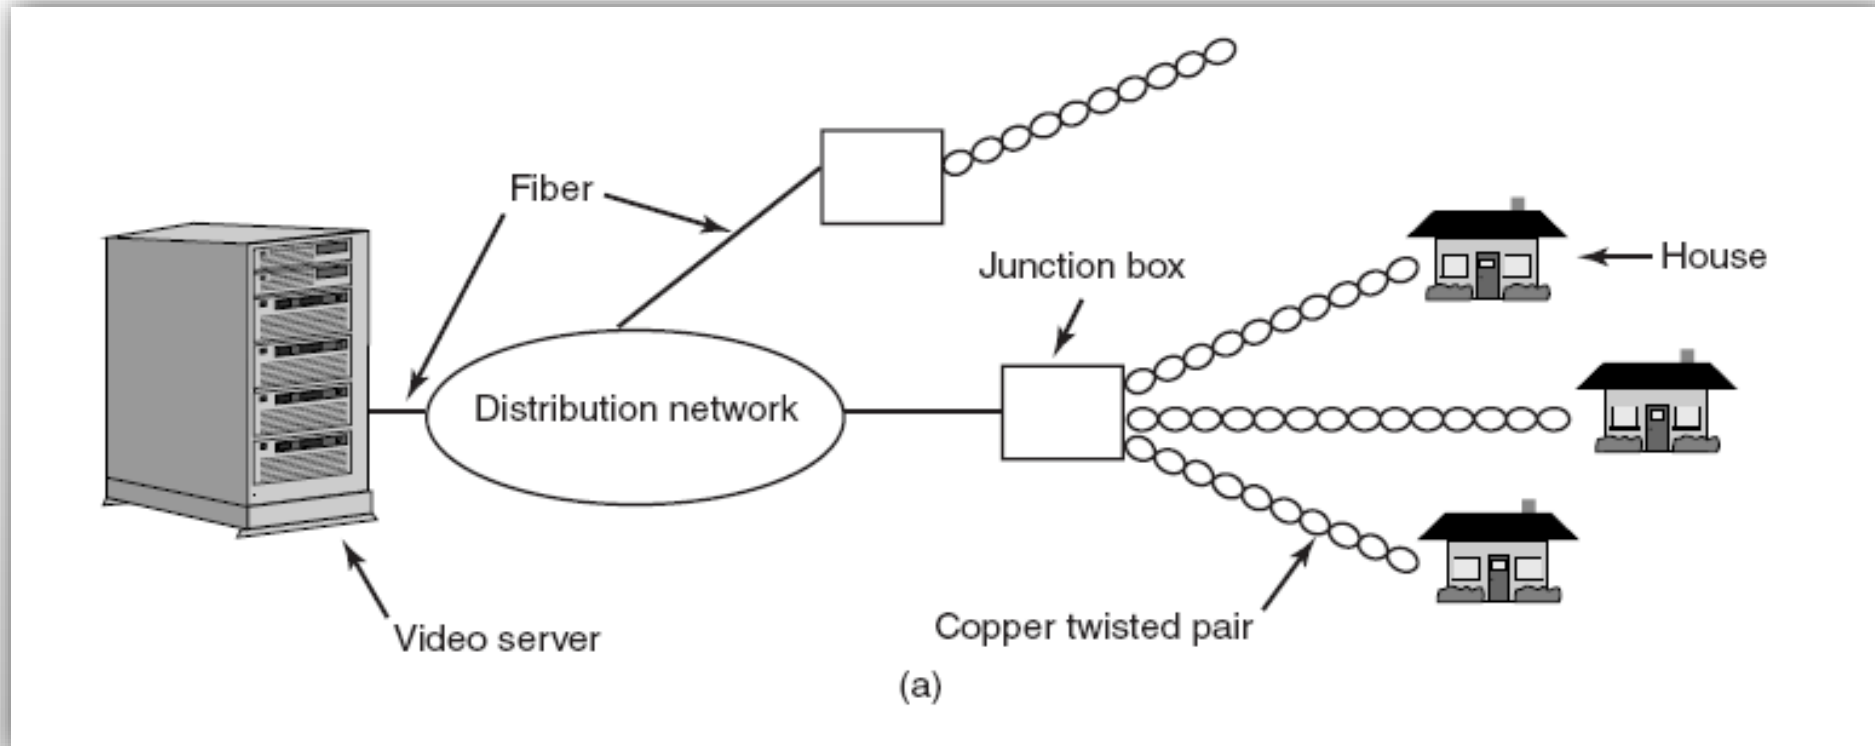 Fiber
Junction box
House
Distribution network
Copper twisted pair
Video server
(a)